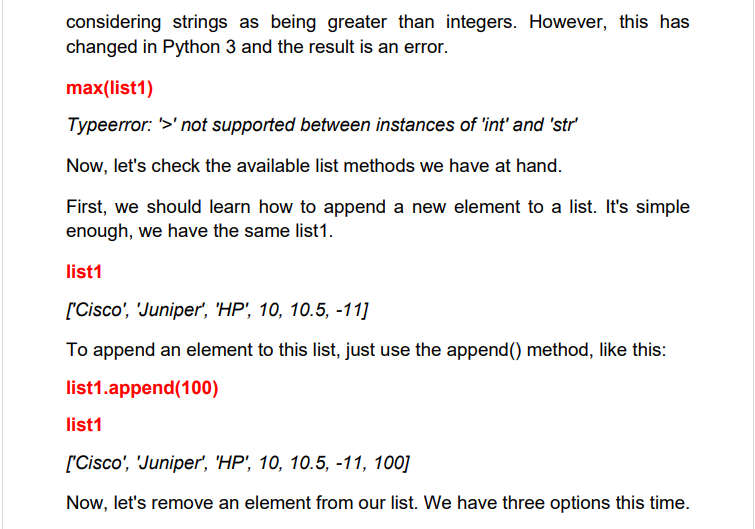 considering strings as being greater than integers. However, this has
changed in Python 3 and the result is an error.
max(list1)
Typeerror: '>' not supported between instances of 'int' and 'str'
Now, let's check the available list methods we have at hand.
First, we should learn how to append a new element to a list. It's simple
enough, we have the same list1.
list1
['Cisco', 'Juniper', 'HP', 10, 10.5, -11]
To append an element to this list, just use the append() method, like this:
list1.append(100)
list1
['Cisco', 'Juniper', 'HP', 10, 10.5, -11, 100]
Now, let's remove an element from our list. We have three options this time.